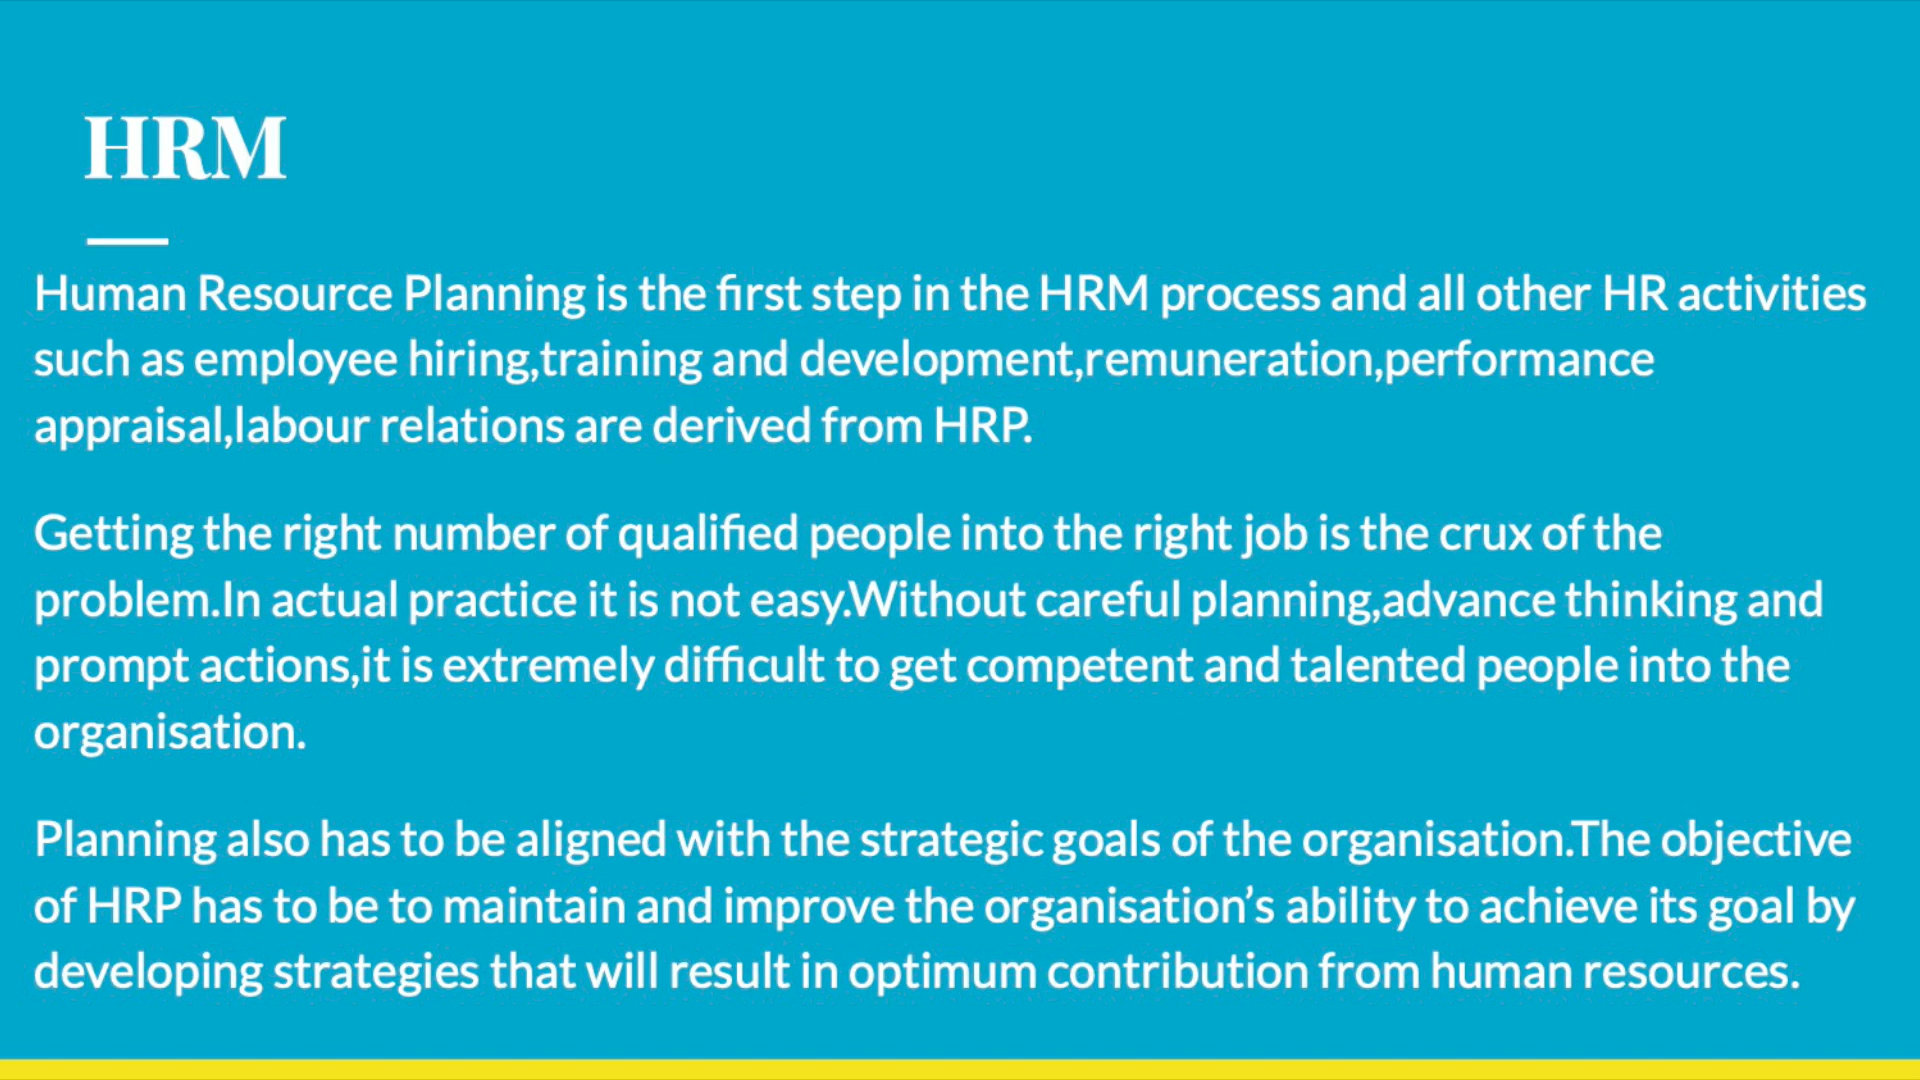 HRM
Human Resource Planning is the first step in the HRM process and all other HR activities
such as employee hiring,training and development,remuneration,performance
appraisal,labour relations are derived from HRP.
Getting the right number of qualified people into the right job is the crux of the
problem.In actual practice it is not easy.Without careful planning,advance thinking and
prompt actions,it is extremely difficult to get competent and talented people into the
organisation.
Planning also has to be aligned with the strategic goals of the organisation.The objective
of HRP has to be to maintain and improve the organisation’s ability to achieve its goal by
developing strategies that will result in optimum contribution from human resources.